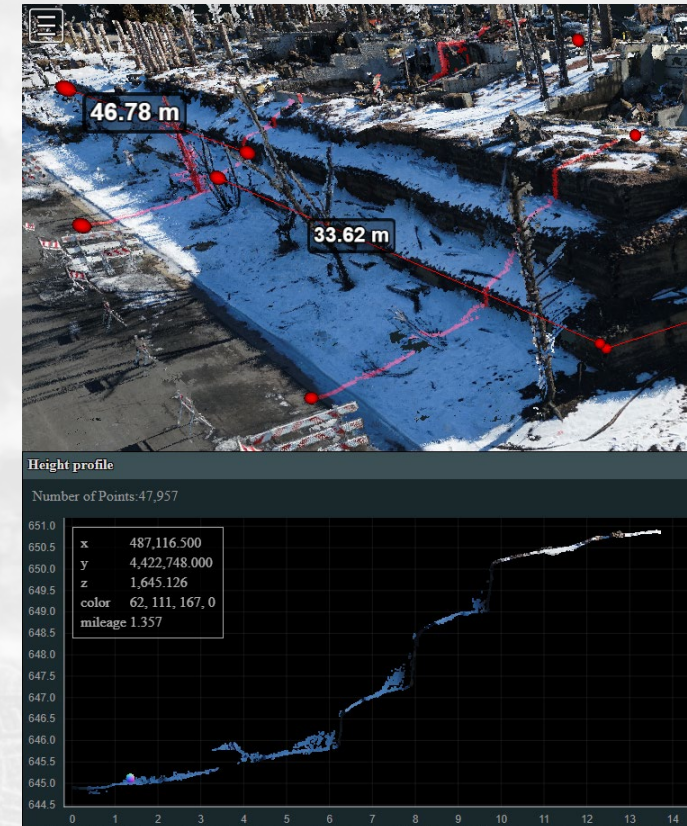 46.78 m
33.62 m
Height profile
Number of Points:47,957
x 487,116.500
y 4,422,748.000
z 1,645.126
color 62, 111, 167, 0
mileage 1.357
651.0
650.5
650.0
649.5
649.0
648.5
648.0
647.5
647.0
646.5
646.0
645.5
645.0
644.5
0 1 2 3 4 5 6 7 8 9 10 11 12 13 14